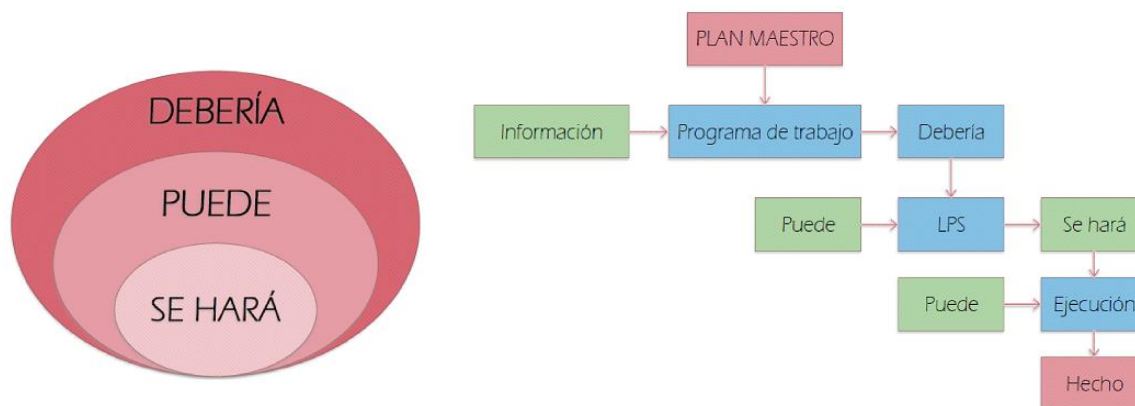 DEBERÍA
PUEDE
SE HARÁ
PLAN MAESTRO
Información
Programa de trabajo
Debería
Puede
LPS
Se hará
Puede
Ejecución
Hecho